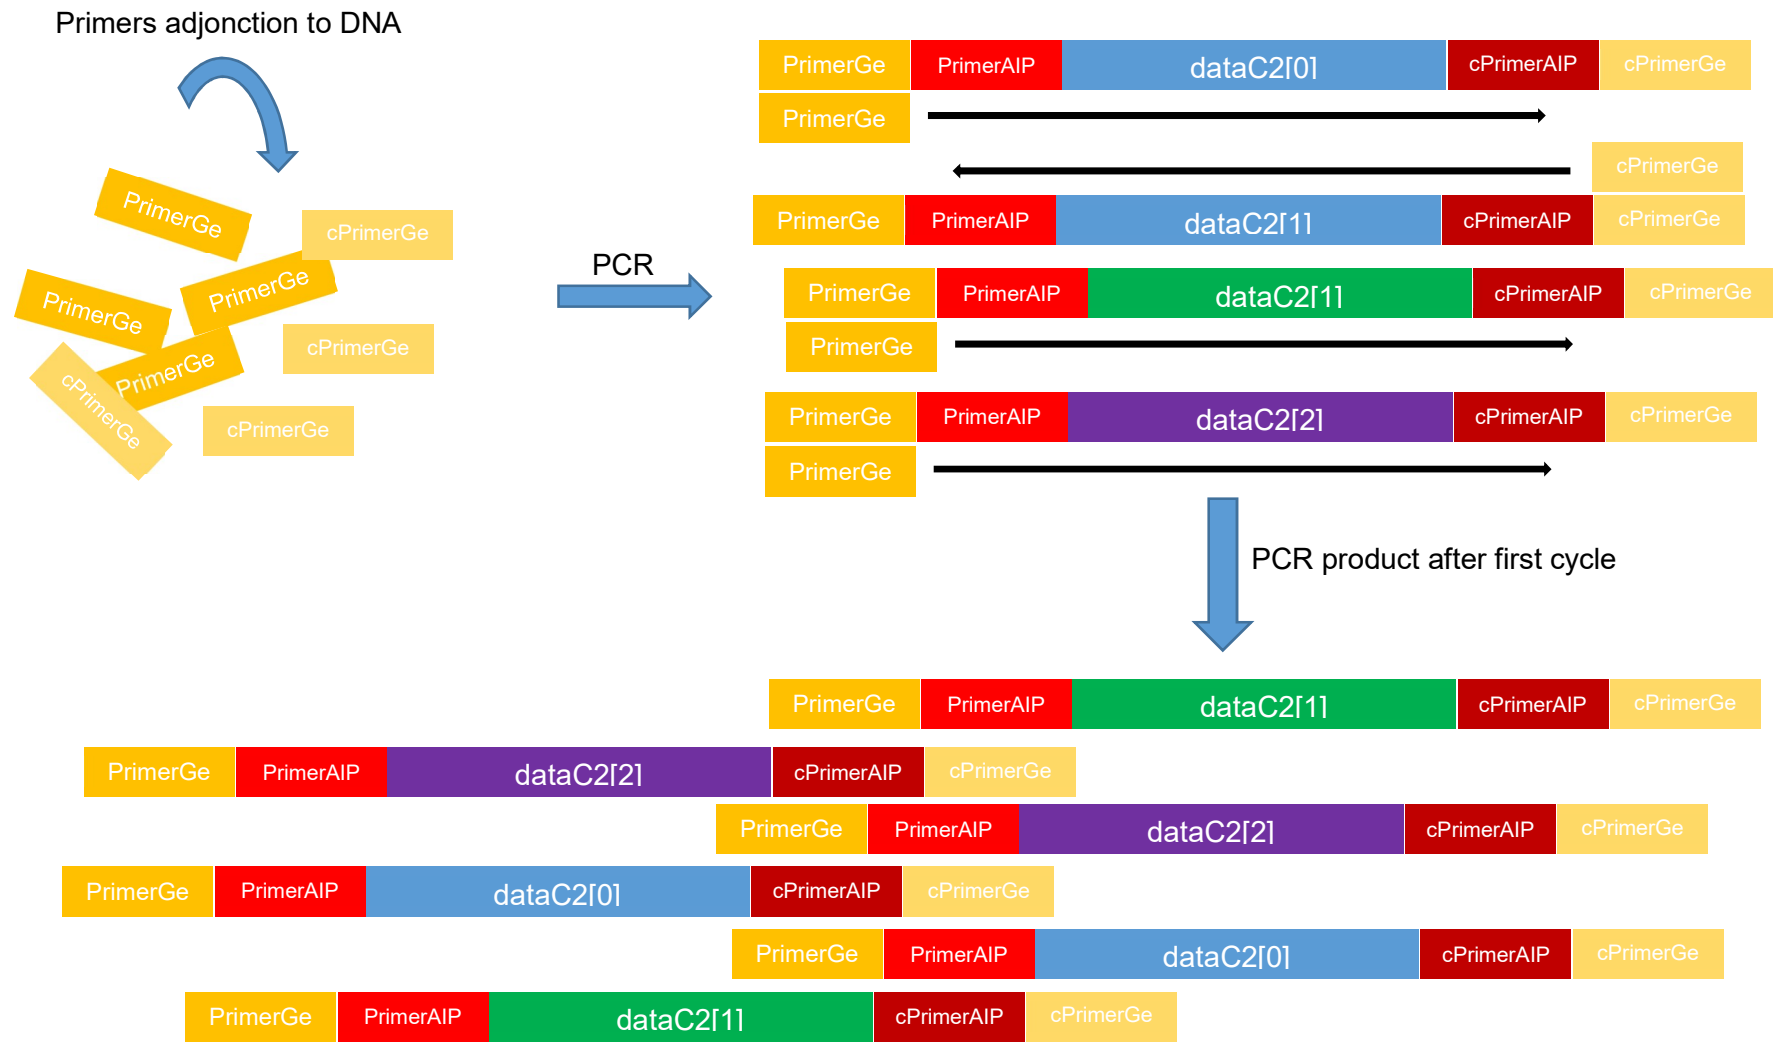 Primers adjonction to DNA
PrimerGe
cPrimerGe
PrimerGe
PrimerGe
cPrimerGe
PrimerGe
cPrimerGe
cPrimerGe
PCR
PrimerGe PrimerAIP dataC2[0] cPrimerAIP cPrimerGe
PrimerGe
cPrimerGe
PrimerGe PrimerAIP dataC2[1] cPrimerAIP cPrimerGe
PrimerGe PrimerAIP dataC2[1] cPrimerAIP cPrimerGe
PrimerGe
PrimerGe PrimerAIP dataC2[2] cPrimerAIP cPrimerGe
PrimerGe
PCR product after first cycle
PrimerGe PrimerAIP dataC2[1] cPrimerAIP cPrimerGe
PrimerGe PrimerAIP dataC2[2] cPrimerAIP cPrimerGe
PrimerGe PrimerAIP dataC2[2] cPrimerAIP cPrimerGe
PrimerGe PrimerAIP dataC2[0] cPrimerAIP cPrimerGe
PrimerGe PrimerAIP dataC2[0] cPrimerAIP cPrimerGe
PrimerGe PrimerAIP dataC2[1] cPrimerAIP cPrimerGe